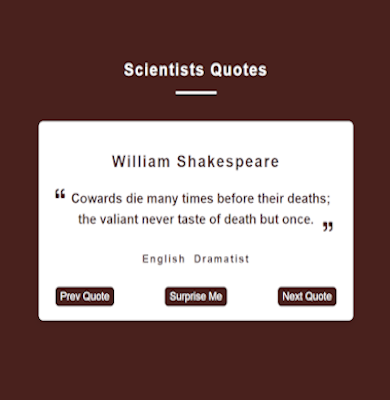 Scientists Quotes
William Shakespeare
“ Cowards die many times before their deaths;
the valiant never taste of death but once. ”
English Dramatist
Prev Quote Surprise Me Next Quote